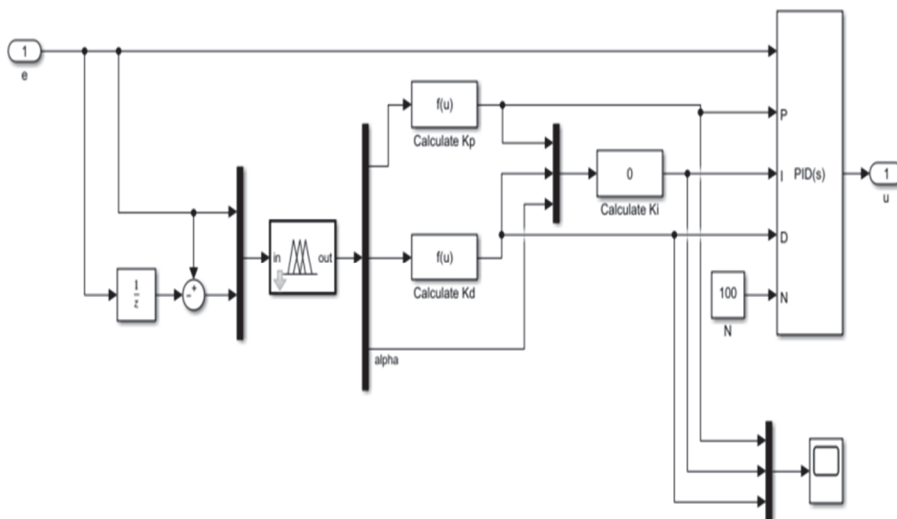 1
e
f(u)
Calculate Kp
P
0
Calculate Ki
I
PID(s)
1
u
in
out
f(u)
Calculate Kd
D
1
z
-
+
100
N
N
alpha